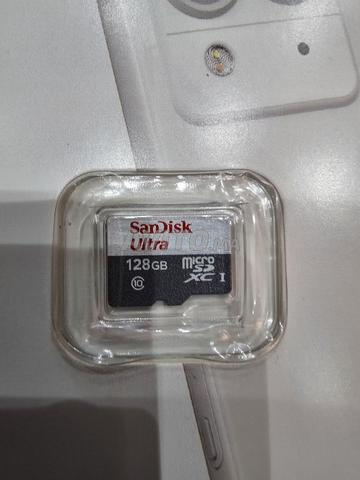 SanDisk
Ultra
128GB
micro
SD
XC I
10